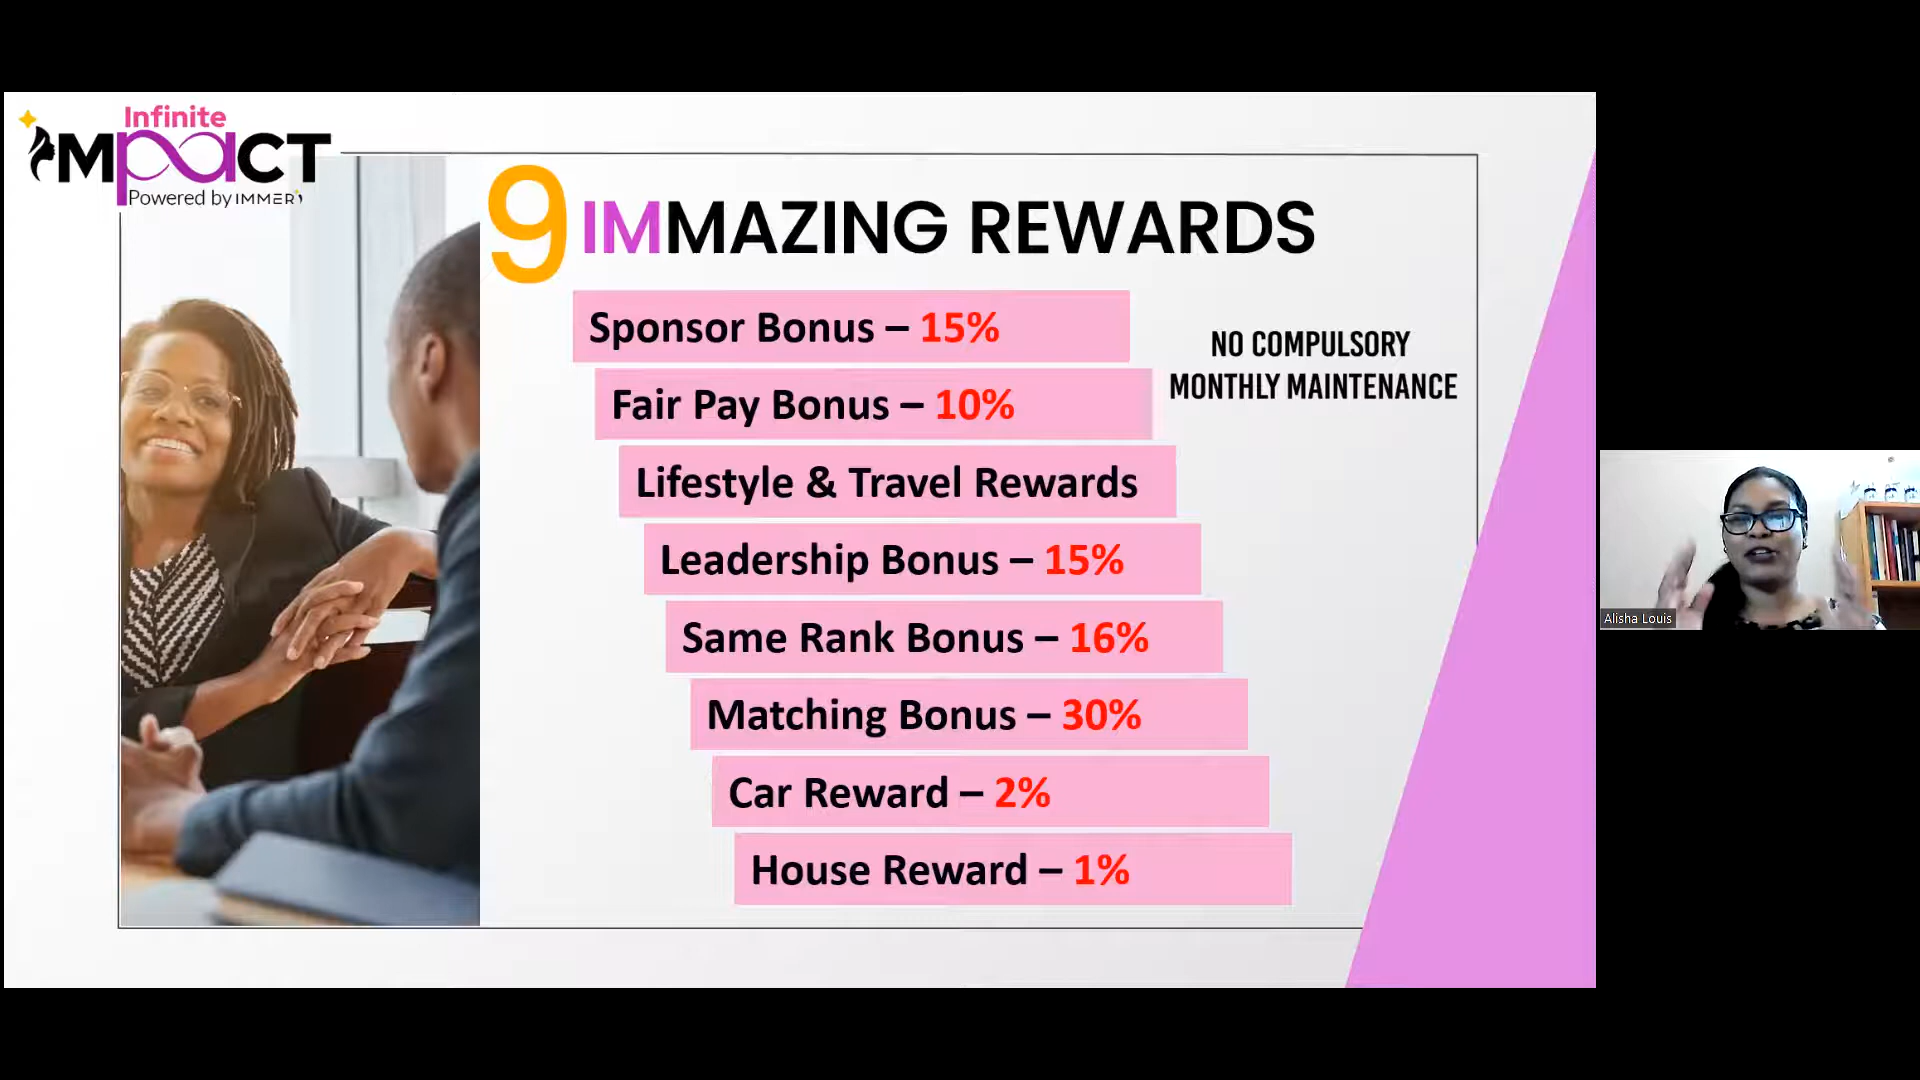 Infinite
iMPACT
Powered by IMMERI
9 IMMAZING REWARDS
Sponsor Bonus – 15%
Fair Pay Bonus – 10%
Lifestyle & Travel Rewards
Leadership Bonus – 15%
Same Rank Bonus – 16%
Matching Bonus – 30%
Car Reward – 2%
House Reward – 1%
NO COMPULSORY
MONTHLY MAINTENANCE
Alisha Louis